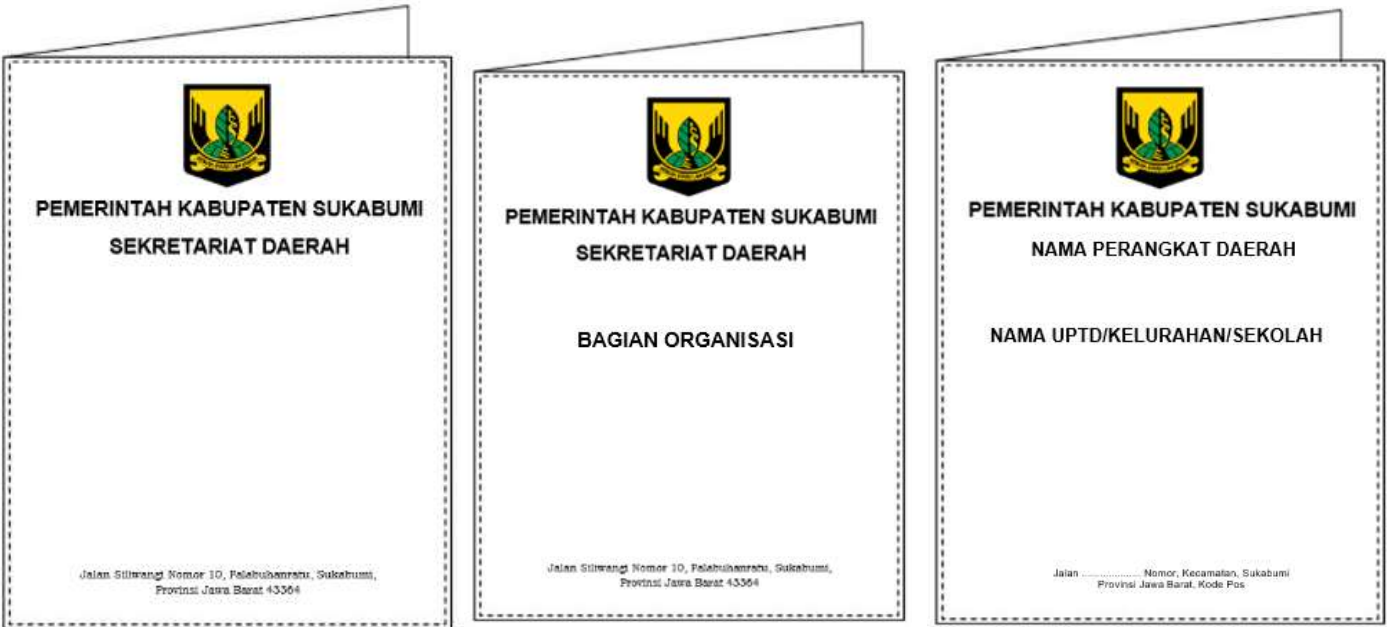 PEMERINTAH KABUPATEN SUKABUMI
SEKRETARIAT DAERAH
Jalan Siliwangi Nomor 10, Palabuhanratu, Sukabumi,
Provinsi Jawa Barat 43364
PEMERINTAH KABUPATEN SUKABUMI
SEKRETARIAT DAERAH
BAGIAN ORGANISASI
Jalan Siliwangi Nomor 10, Palabuhanratu, Sukabumi,
Provinsi Jawa Barat 43364
PEMERINTAH KABUPATEN SUKABUMI
NAMA PERANGKAT DAERAH
NAMA UPTD/KELURAHAN/SEKOLAH
Jalan .................... Nomor, Kecamatan, Sukabumi
Provinsi Jawa Barat, Kode Pos